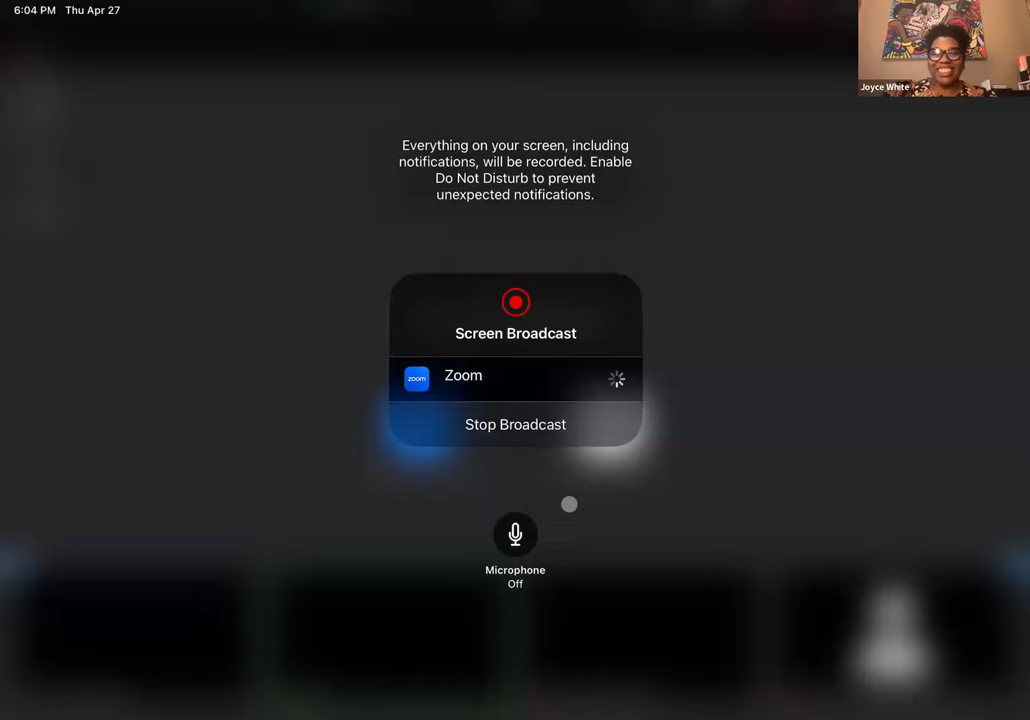 6:04 PM Thu Apr 27
Joyce White
Everything on your screen, including
notifications, will be recorded. Enable
Do Not Disturb to prevent
unexpected notifications.
Screen Broadcast
zoom
Zoom
Stop Broadcast
Microphone
Off